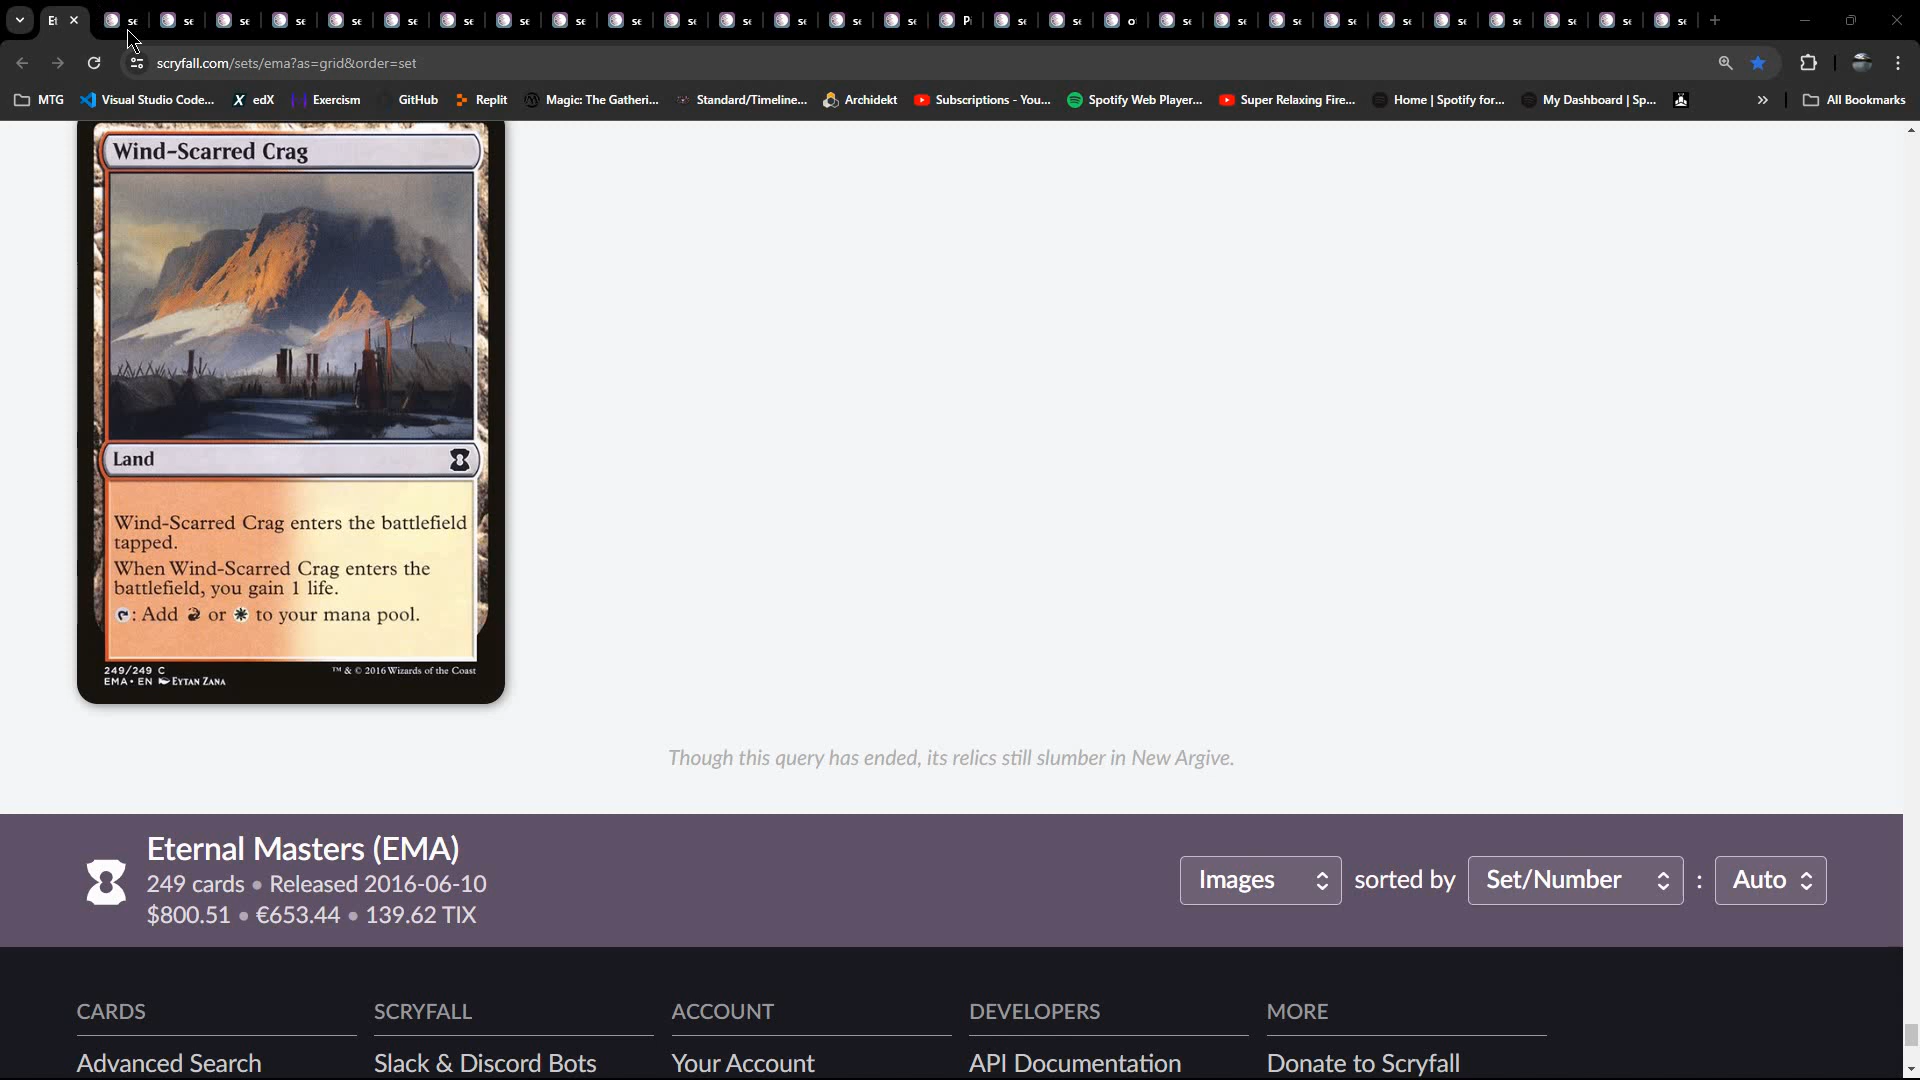 scryfall.com/sets/ema?as=grid&order=set
MTG
Visual Studio Code...
edX
Exercism
GitHub
Replit
Magic: The Gatheri...
Standard/Timeline...
Archidekt
Subscriptions - You...
Spotify Web Player...
Super Relaxing Fire...
Home | Spotify for...
My Dashboard | Sp...
All Bookmarks
Wind-Scarred Crag
Land
Wind-Scarred Crag enters the battlefield
tapped.
When Wind-Scarred Crag enters the
battlefield, you gain 1 life.
: Add or to your mana pool.
249/249 C
™ & © 2016 Wizards of the Coast
EMA • EN EYTAN ZANA
Though this query has ended, its relics still slumber in New Argive.
Eternal Masters (EMA)
249 cards • Released 2016-06-10
$800.51 • €653.44 • 139.62 TIX
Images
sorted by
Set/Number
:
Auto
CARDS
SCRYFALL
ACCOUNT
DEVELOPERS
MORE
Advanced Search
Slack & Discord Bots
Your Account
API Documentation
Donate to Scryfall